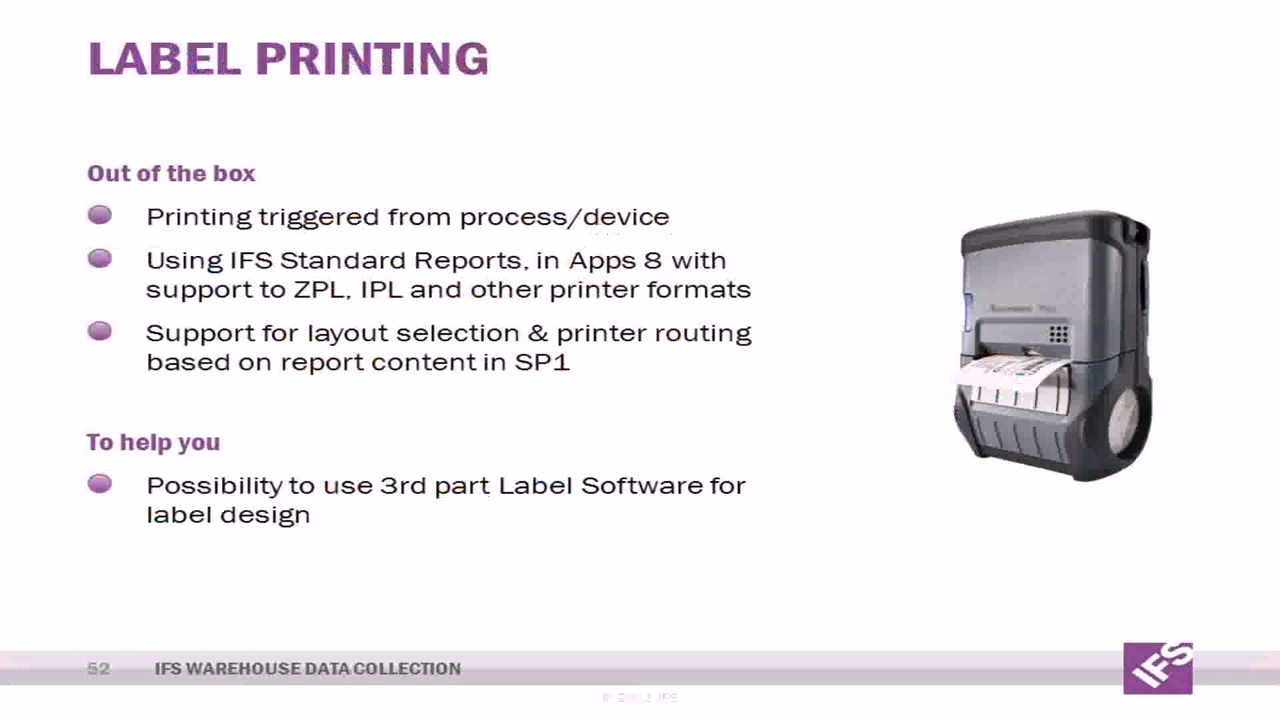 LABEL PRINTING
Out of the box
Printing triggered from process/device
Using IFS Standard Reports, in Apps 8 with
support to ZPL, IPL and other printer formats
Support for layout selection & printer routing
based on report content in SP1
To help you
Possibility to use 3rd part Label Software for
label design
52 IFS WAREHOUSE DATA COLLECTION
IFS